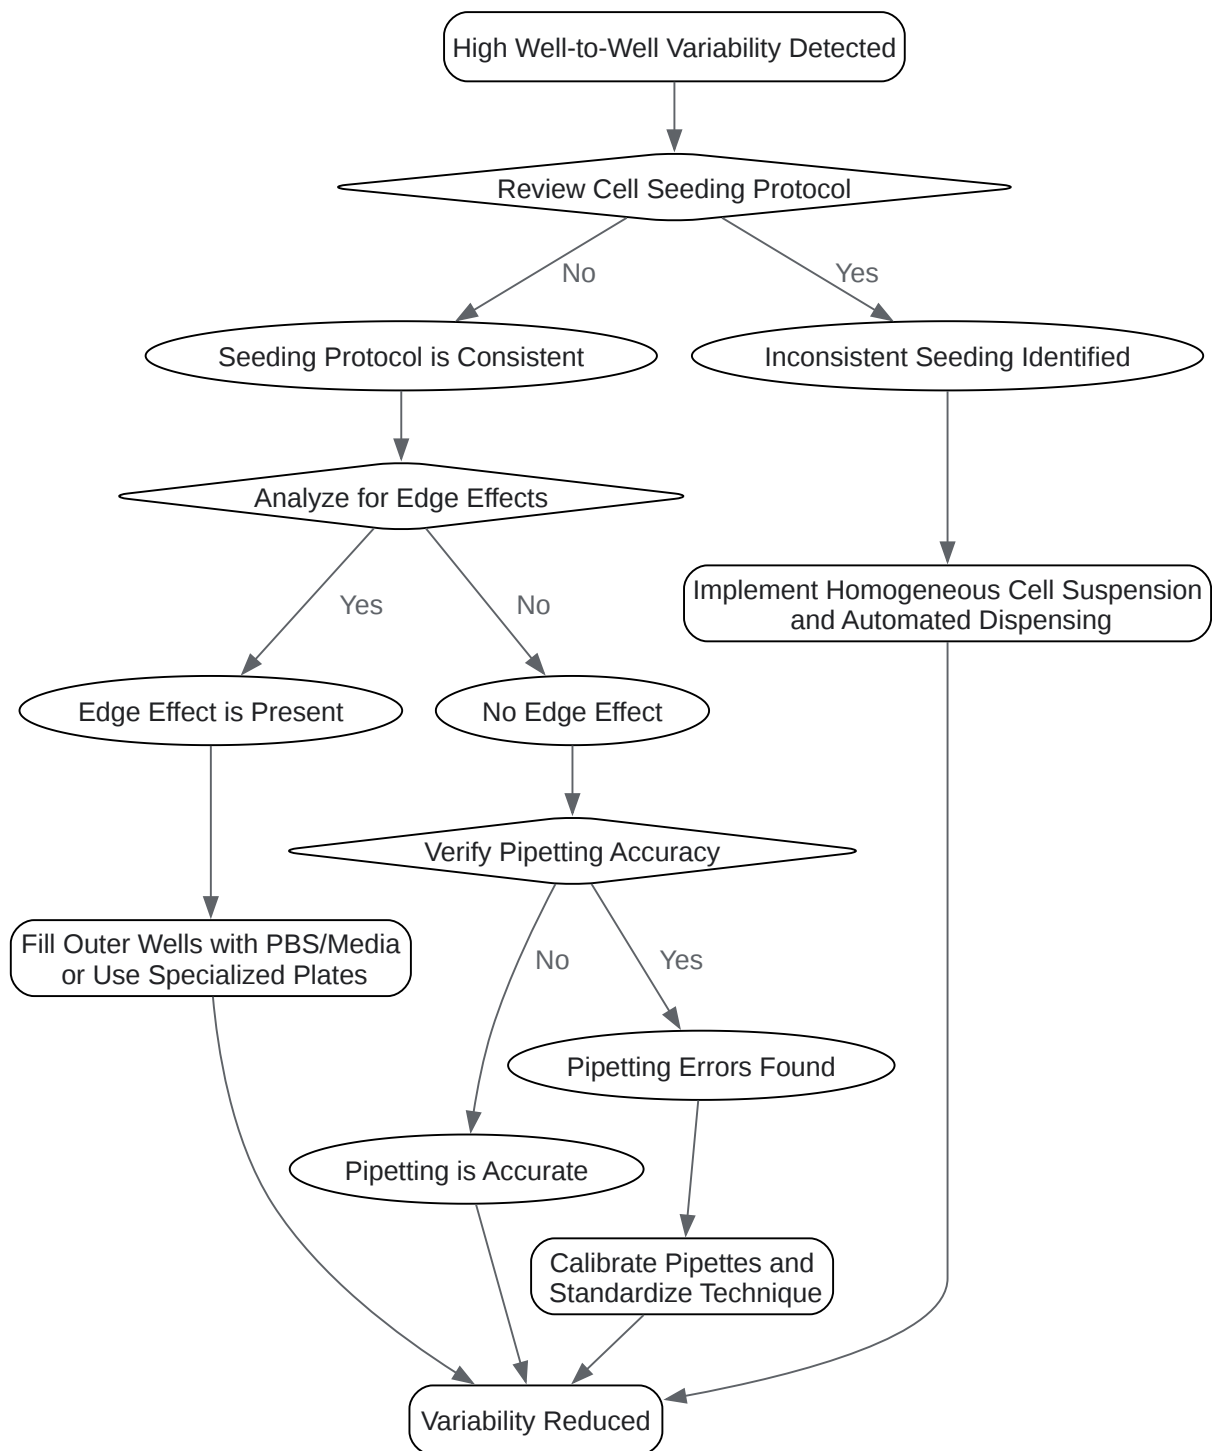 High Well-to-Well Variability Detected
Review Cell Seeding Protocol
No
Yes
Seeding Protocol is Consistent
Inconsistent Seeding Identified
Analyze for Edge Effects
Yes
No
Implement Homogeneous Cell Suspension
and Automated Dispensing
Edge Effect is Present
No Edge Effect
Verify Pipetting Accuracy
Fill Outer Wells with PBS/Media
or Use Specialized Plates
No
Yes
Pipetting Errors Found
Pipetting is Accurate
Calibrate Pipettes and
Standardize Technique
Variability Reduced